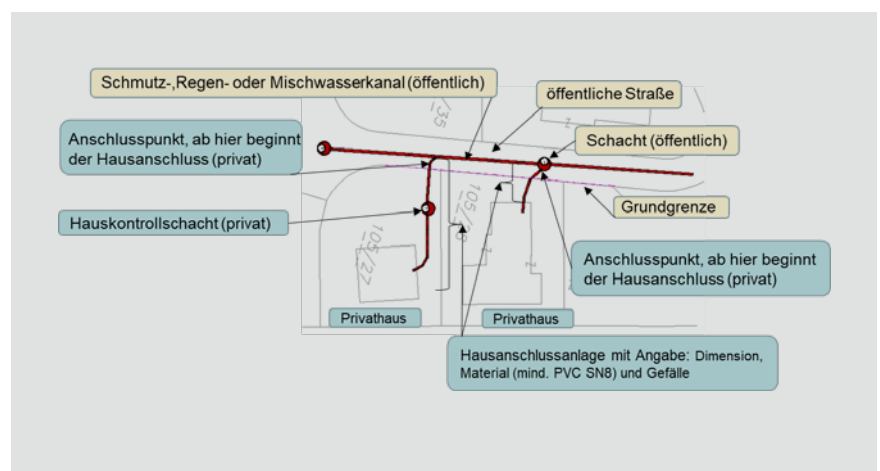 Schmutz-,Regen- oder Mischwasserkanal (öffentlich)
öffentliche Straße
Anschlusspunkt, ab hier beginnt
der Hausanschluss (privat)
Schacht (öffentlich)
Hauskontrollschacht (privat)
Grundgrenze
Anschlusspunkt, ab hier beginnt
der Hausanschluss (privat)
105/27
Privathaus
Privathaus
Hausanschlussanlage mit Angabe: Dimension,
Material (mind. PVC SN8) und Gefälle